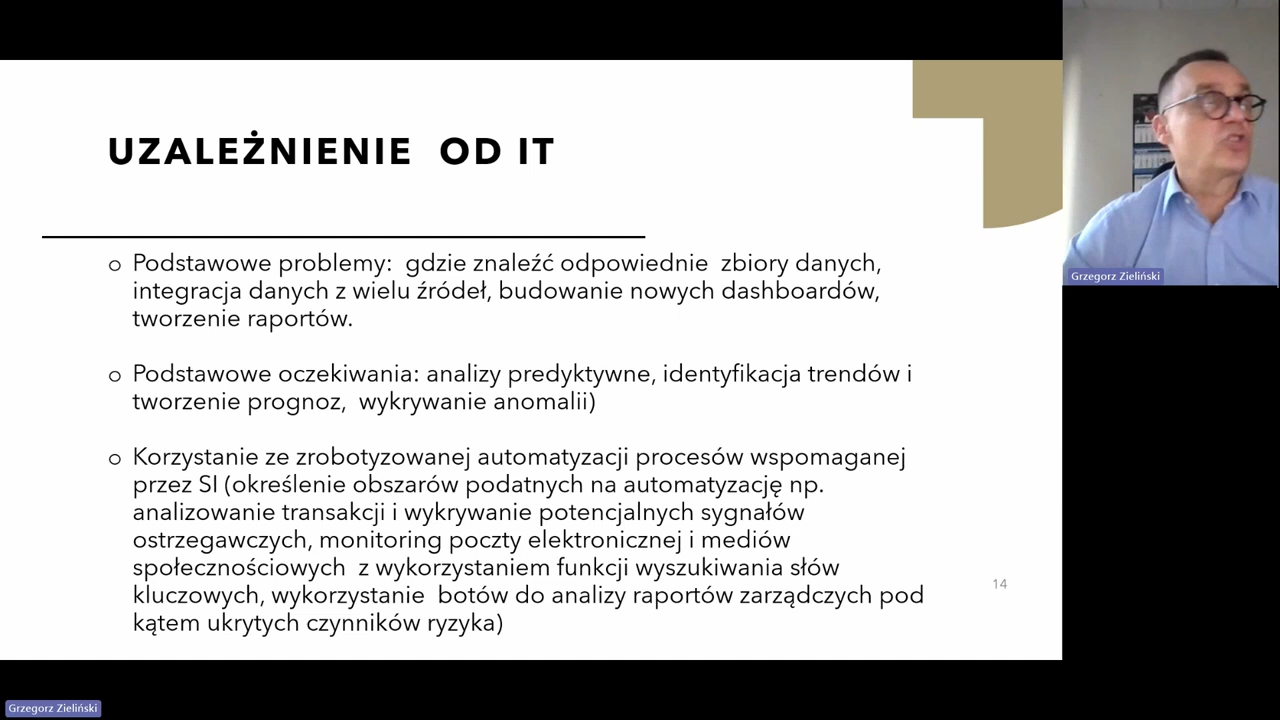 UZALEŻNIENIE OD IT
o Podstawowe problemy: gdzie znaleźć odpowiednie zbiory danych,
integracja danych z wielu źródeł, budowanie nowych dashboardów,
tworzenie raportów.
o Podstawowe oczekiwania: analizy predyktywne, identyfikacja trendów i
tworzenie prognoz, wykrywanie anomalii)
o Korzystanie ze zrobotyzowanej automatyzacji procesów wspomaganej
przez SI (określenie obszarów podatnych na automatyzację np.
analizowanie transakcji i wykrywanie potencjalnych sygnałów
ostrzegawczych, monitoring poczty elektronicznej i mediów
społecznościowych z wykorzystaniem funkcji wyszukiwania słów
kluczowych, wykorzystanie botów do analizy raportów zarządczych pod
kątem ukrytych czynników ryzyka)
14
Grzegorz Zieliński
Grzegorz Zieliński